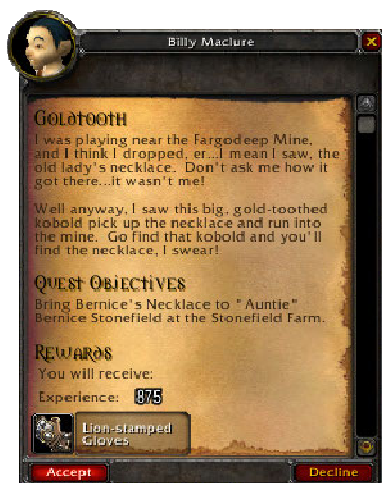 Billy Maclure
Goldtooth
I was playing near the Fargodeep Mine,
and I think I dropped, er...I mean I saw, the
old lady's necklace. Don't ask me how it
got there...it wasn't me!
Well anyway, I saw this big, gold-toothed
kobold pick up the necklace and run into
the mine. Go find that kobold and you'll
find the necklace, I swear!
Quest Objectives
Bring Bernice's Necklace to "Auntie"
Bernice Stonefield at the Stonefield Farm.
Rewards
You will receive:
Experience: 875
Lion-stamped
Gloves
Accept Decline